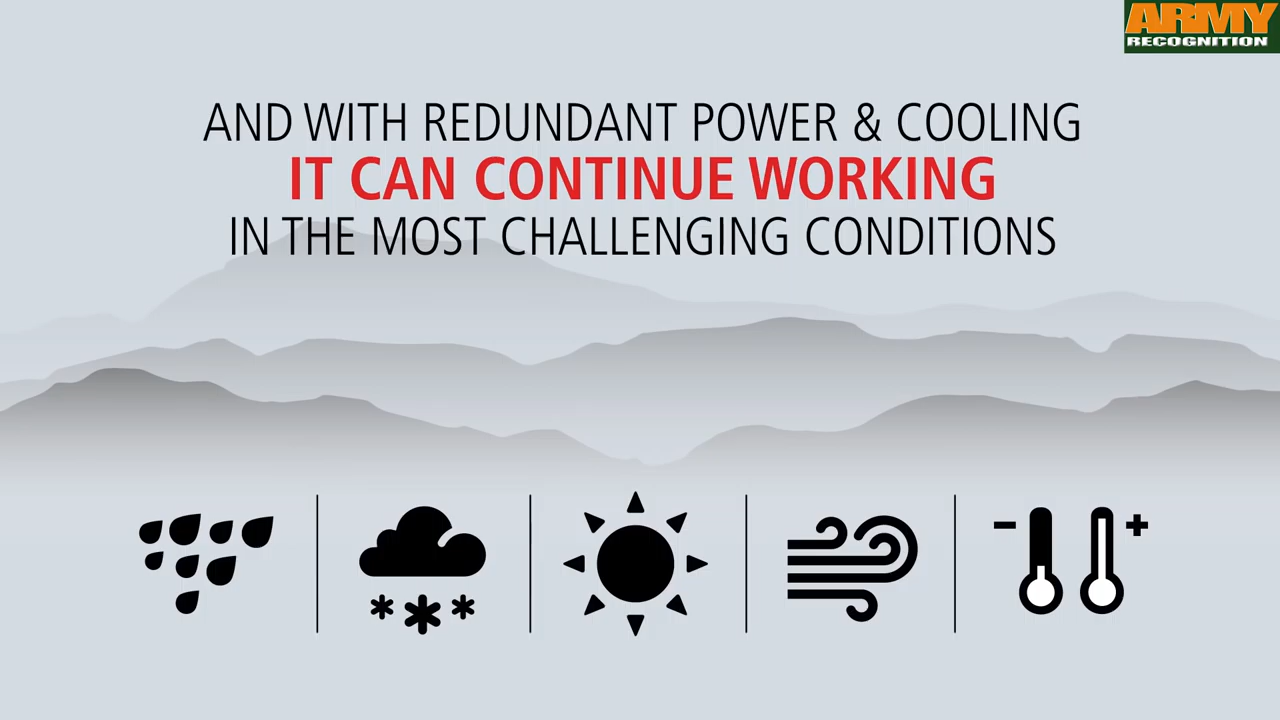 ARMY
RECOGNITION
AND WITH REDUNDANT POWER & COOLING
IT CAN CONTINUE WORKING
IN THE MOST CHALLENGING CONDITIONS